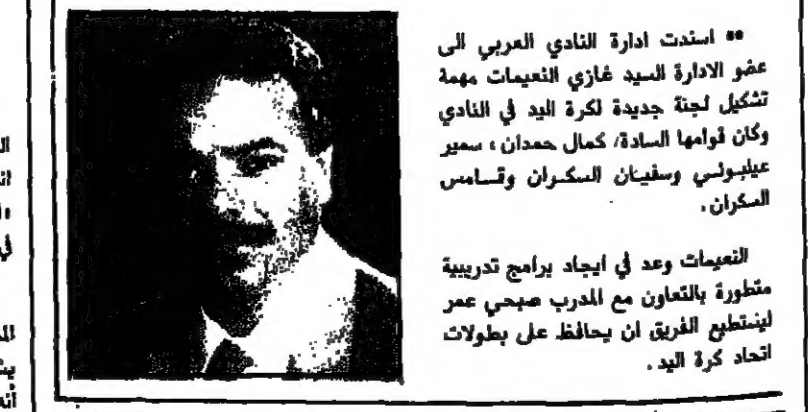 ** اسندت ادارة النادي العربي الى
عضو الادارة السيد غازي النعيمات مهمة
تشكيل لجنة جديدة لكرة اليد في النادي
وكان قوامها السادة/ كمال حمدان ، سمير
عيلبوني وسفيان السكران وقسامس
السكران .
النعيمات وعد في ايجاد برامج تدريبية
متطورة بالتعاون مع المدرب صبحي عمر
ليستطيع الفريق ان يحافظ على بطولات
اتحاد كرة اليد .
في